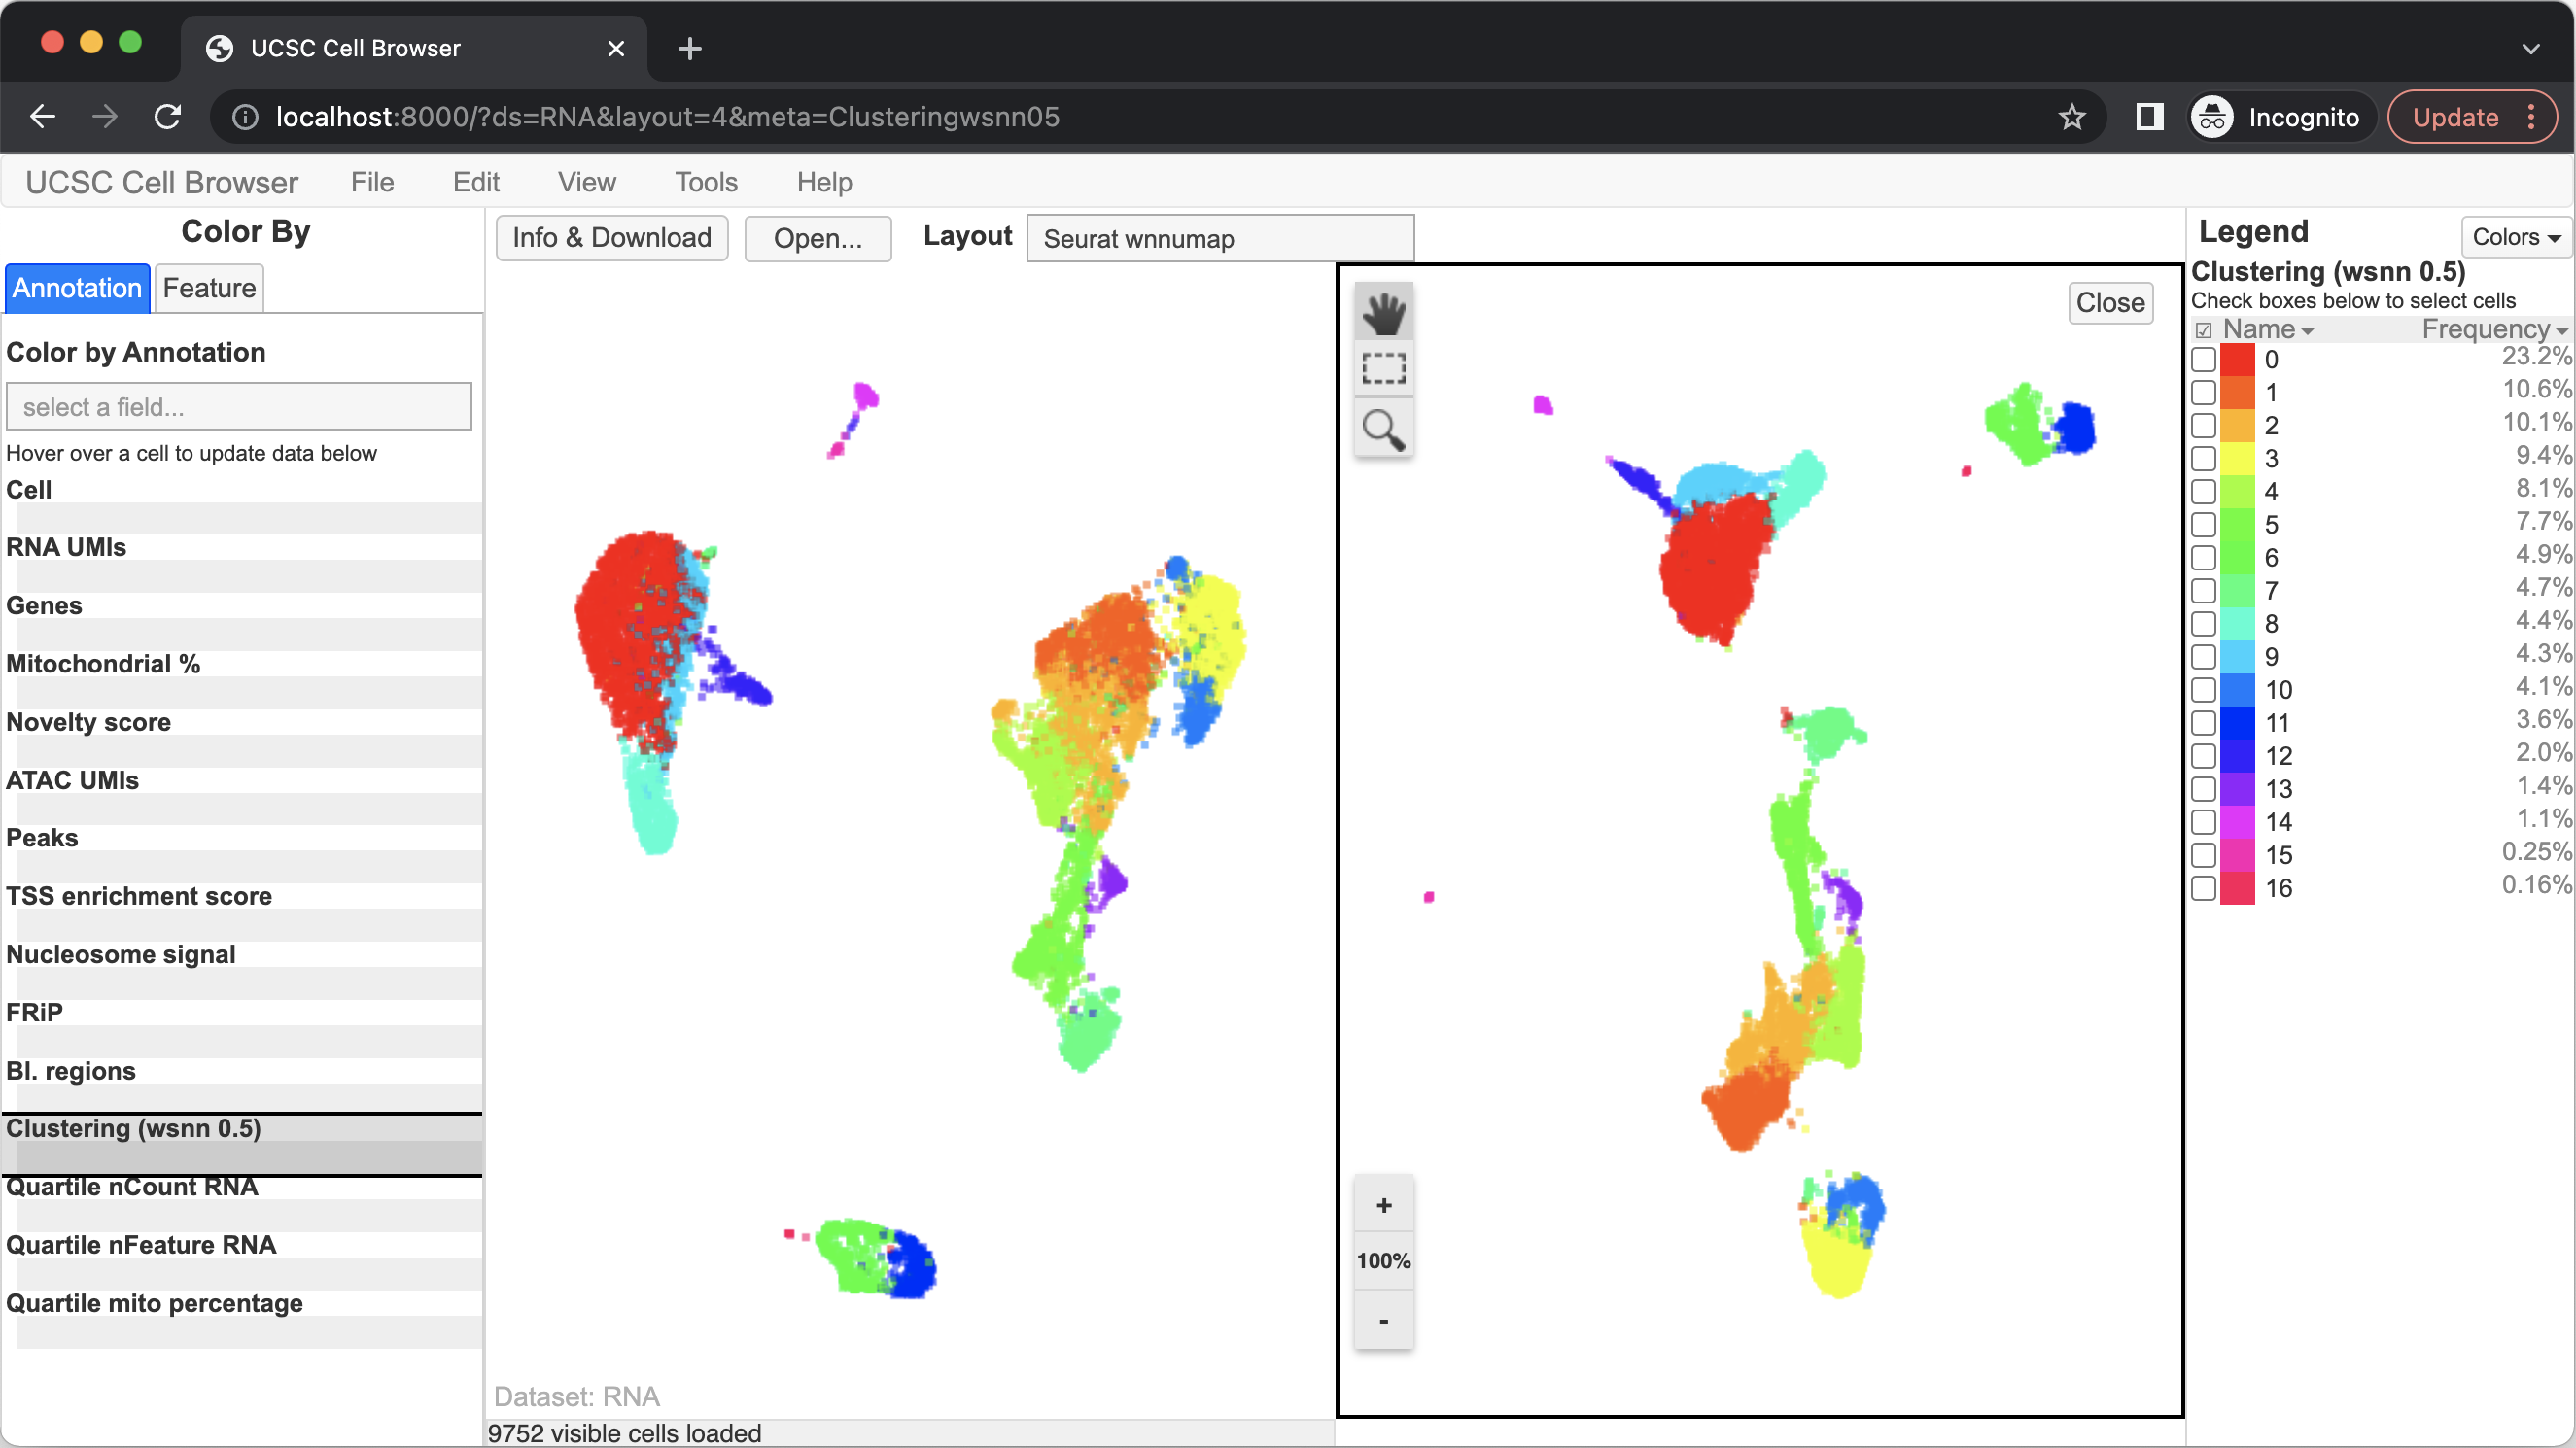 UCSC Cell Browser
localhost:8000/?ds=RNA&layout=4&meta=Clusteringwsnn05
Incognito
Update
UCSC Cell Browser File Edit View Tools Help
Color By
Annotation Feature
Color by Annotation
select a field...
Hover over a cell to update data below
Cell
RNA UMIs
Genes
Mitochondrial %
Novelty score
ATAC UMIs
Peaks
TSS enrichment score
Nucleosome signal
FRiP
Bl. regions
Clustering (wsnn 0.5)
Quartile nCount RNA
Quartile nFeature RNA
Quartile mito percentage
Info & Download Open... Layout Seurat wnnumap
Close
+
100%
-
Dataset: RNA
9752 visible cells loaded
Legend Colors
Clustering (wsnn 0.5)
Check boxes below to select cells
Name Frequency
0 23.2%
1 10.6%
2 10.1%
3 9.4%
4 8.1%
5 7.7%
6 4.9%
7 4.7%
8 4.4%
9 4.3%
10 4.1%
11 3.6%
12 2.0%
13 1.4%
14 1.1%
15 0.25%
16 0.16%